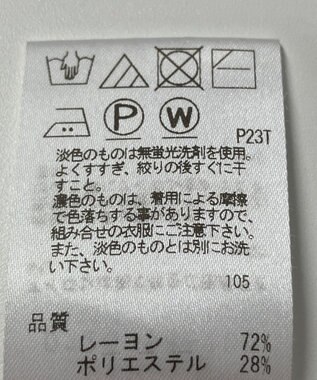 P W P23T
淡色のものは無蛍光洗剤を使用。
よくすすぎ、絞りの後すぐに干
すこと。
濃色のものは、着用による摩擦
で色落ちする事がありますので、
組み合せの衣服にご注意下さい。
また、淡色のものとは別にお洗
い下さい。
105
品質
レーヨン 72%
ポリエステル 28%